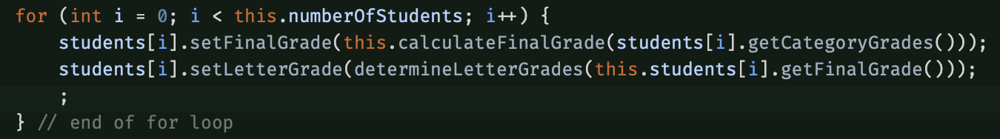 for (int i = 0; i < this.numberOfStudents; i++) {
    students[i].setFinalGrade(this.calculateFinalGrade(students[i].getCategoryGrades()));
    students[i].setLetterGrade(determineLetterGrades(this.students[i].getFinalGrade()));
    ;
} // end of for loop